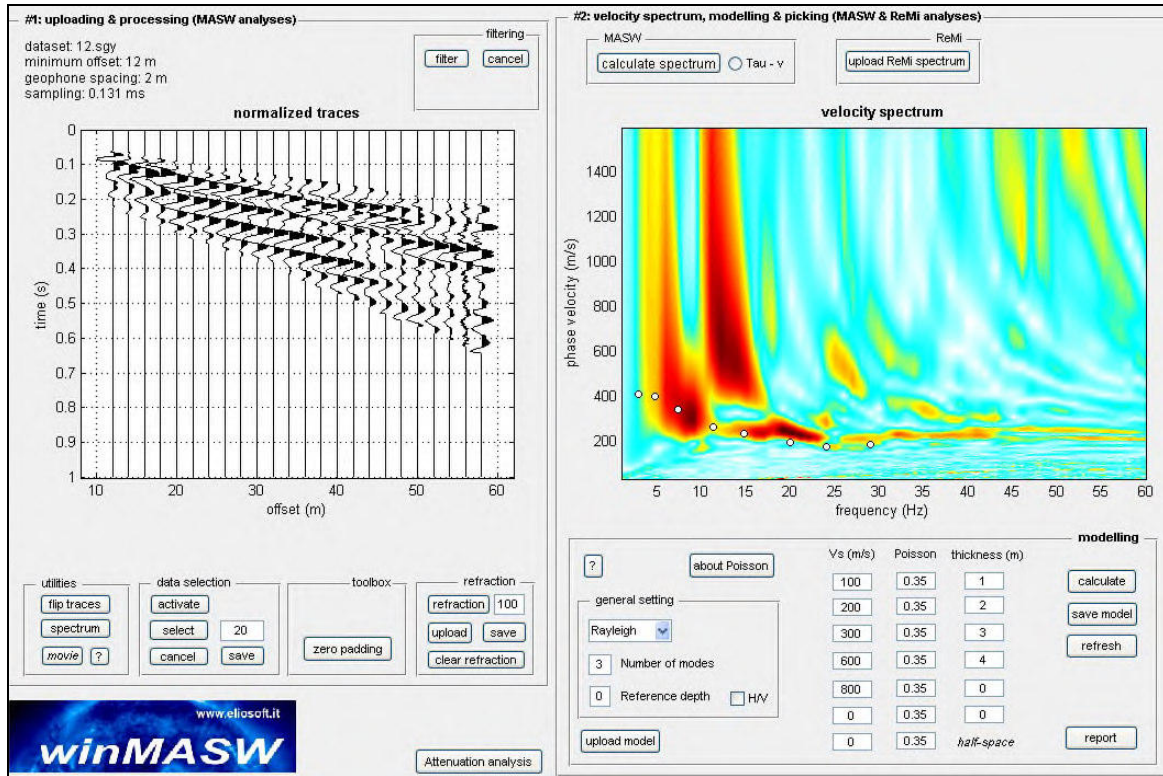 #1: uploading & processing (MASW analyses)
dataset: 12.sgy
minimum offset: 12 m
geophone spacing: 2 m
sampling: 0.131 ms
filtering
filter cancel
normalized traces
0
0.1
0.2
0.3
0.4
0.5
0.6
0.7
0.8
0.9
1
time (s)
10 20 30 40 50 60
offset (m)
utilities
flip traces
spectrum
movie ?
data selection
activate
select 20
cancel save
toolbox
zero padding
refraction
refraction 100
upload save
clear refraction
www.eliosoft.it
winMASW
Attenuation analysis
#2: velocity spectrum, modelling & picking (MASW & ReMi analyses)
MASW
calculate spectrum Tau - v
ReMi
upload ReMi spectrum
velocity spectrum
1400
1200
1000
800
600
400
200
phase velocity (m/s)
5 10 15 20 25 30 35 40 45 50 55 60
frequency (Hz)
modelling
? about Poisson
general setting
Rayleigh
3 Number of modes
0 Reference depth H/V
upload model
Vs (m/s) Poisson thickness (m)
100 0.35 1
200 0.35 2
300 0.35 3
600 0.35 4
800 0.35 0
0 0.35 0
0 0.35 half-space
calculate
save model
refresh
report